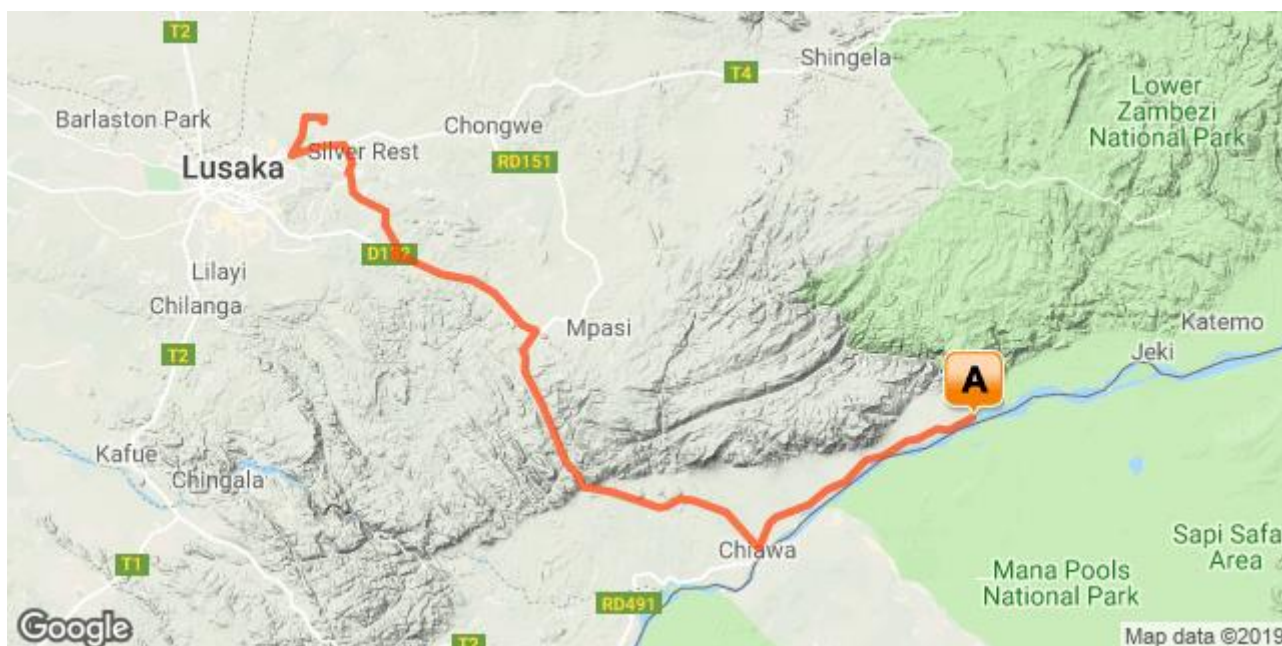 T2
Shingela
T4
Lower
Zambezi
National Park
Barlaston Park
Chongwe
Silver Rest
Lusaka
RD151
D152
Lilayi
Chilanga
Mpasi
Katemo
Jeki
T2
A
Kafue
Chingala
Chiawa
Sapi Safa
Area
T1
Mana Pools
National Park
RD491
Google
T2
Map data ©2019